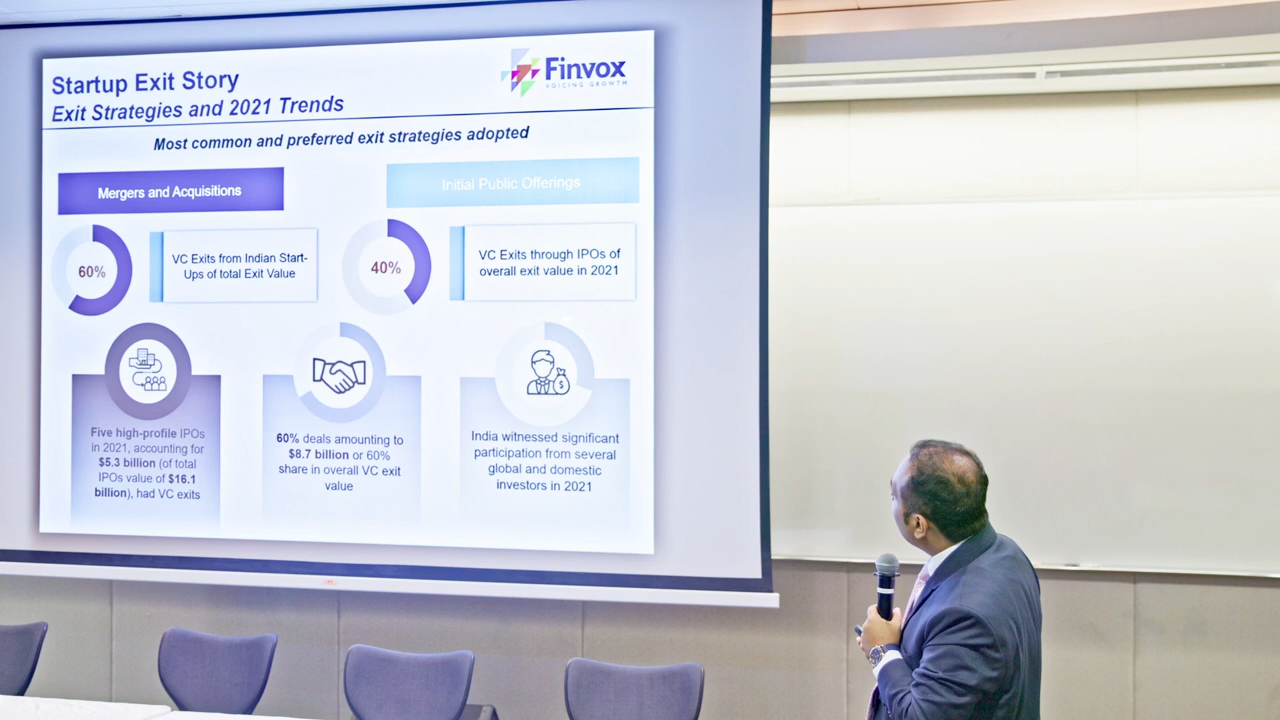 Startup Exit Story
Exit Strategies and 2021 Trends
Finvox
VOICING GROWTH
Most common and preferred exit strategies adopted
Mergers and Acquisitions
Initial Public Offerings
60%
VC Exits from Indian Start-
Ups of total Exit Value
40%
VC Exits through IPOs of
overall exit value in 2021
Five high-profile IPOs
in 2021, accounting for
$5.3 billion (of total
IPOs value of $16.1
billion), had VC exits
60% deals amounting to
$8.7 billion or 60%
share in overall VC exit
value
India witnessed significant
participation from several
global and domestic
investors in 2021